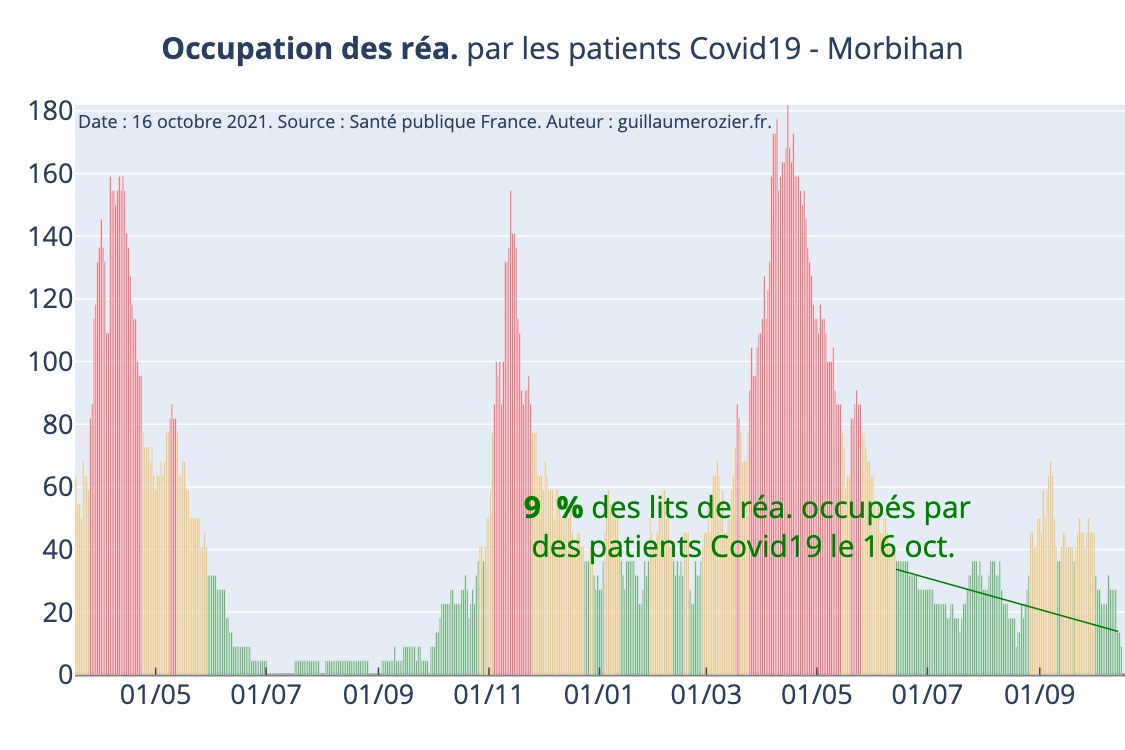 Occupation des réa. par les patients Covid19 - Morbihan
180
Date : 16 octobre 2021. Source : Santé publique France. Auteur : guillaumerozier.fr.
160
140
120
100
80
60
9 % des lits de réa. occupés par
des patients Covid19 le 16 oct.
40
20
0
01/05 01/07 01/09 01/11 01/01 01/03 01/05 01/07 01/09